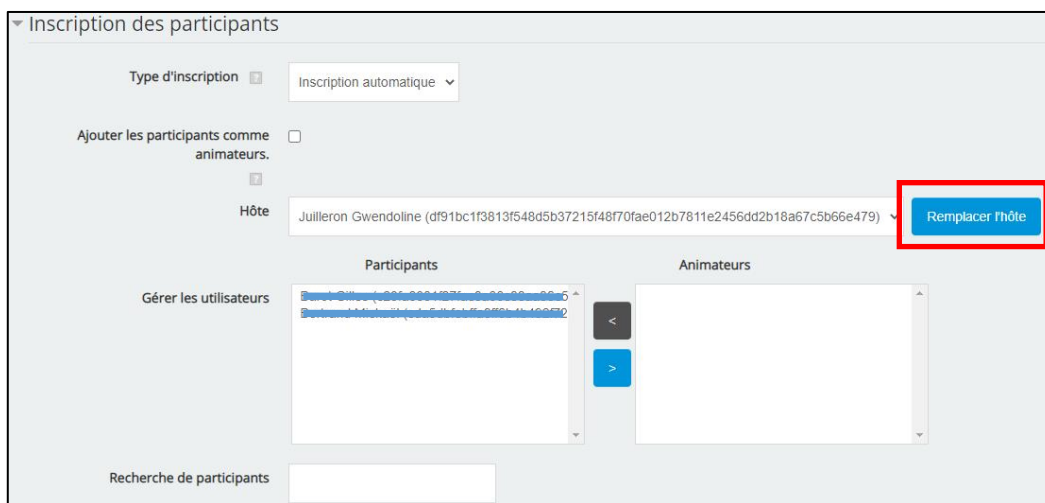 Inscription des participants
Type d'inscription
Inscription automatique
Ajouter les participants comme
animateurs.
Hôte
Juilleron Gwendoline (df91bc1f3813f548d5b37215f48f70fae012b7811e2456dd2b18a67c5b66e479)
Remplacer l'hôte
Participants
Animateurs
Gérer les utilisateurs
<
>
Recherche de participants